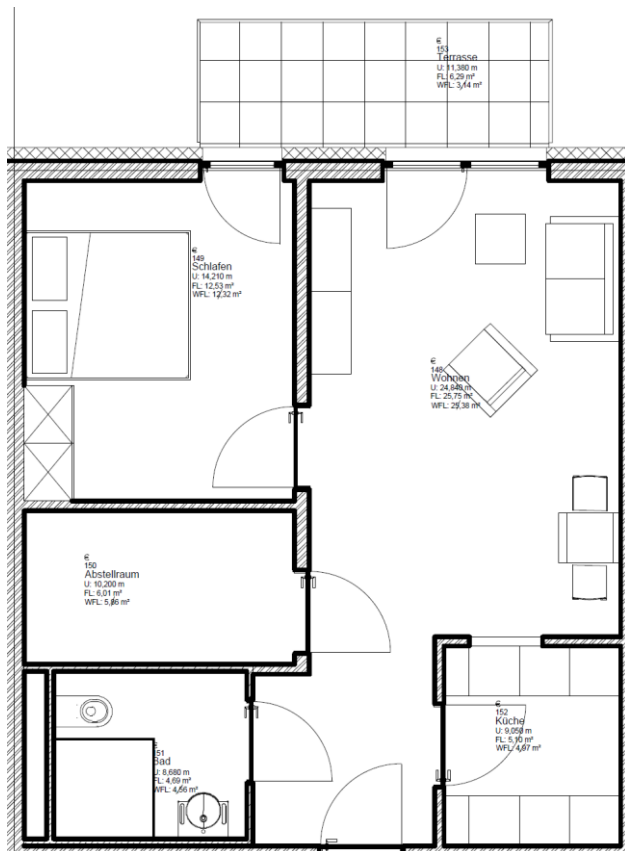 €
153
Terrasse
U: 11,380 m
FL: 6,29 m²
WFL: 3,14 m²
€
149
Schlafen
U: 14,210 m
FL: 12,53 m²
WFL: 12,32 m²
€
148
Wohnen
U: 24,840 m
FL: 25,75 m²
WFL: 25,38 m²
€
150
Abstellraum
U: 10,200 m
FL: 6,01 m²
WFL: 5,86 m²
€
152
Küche
U: 9,050 m
FL: 5,10 m²
WFL: 4,97 m²
€
151
Bad
U: 8,680 m
FL: 4,69 m²
WFL: 4,56 m²